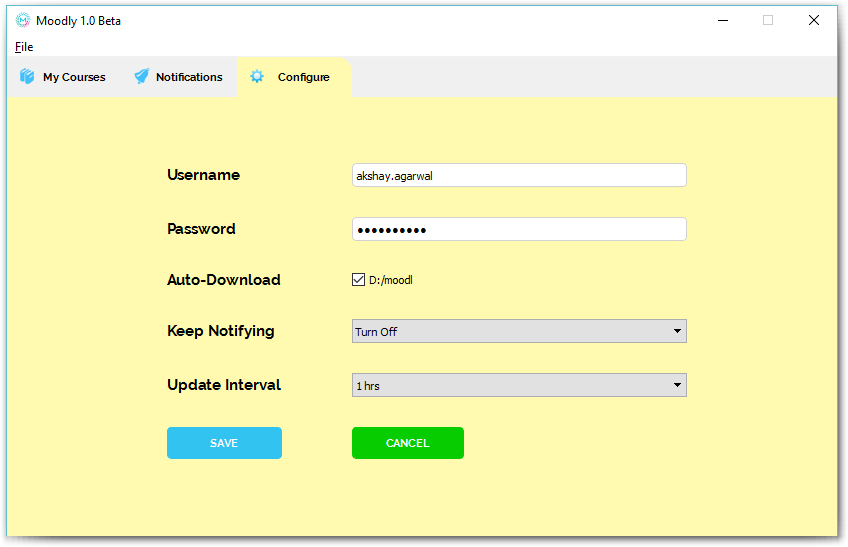 Moodly 1.0 Beta
File
My Courses Notifications Configure
Username akshay.agarwal
Password ●●●●●●●●●●
Auto-Download D:/moodl
Keep Notifying Turn Off
Update Interval 1 hrs
SAVE CANCEL